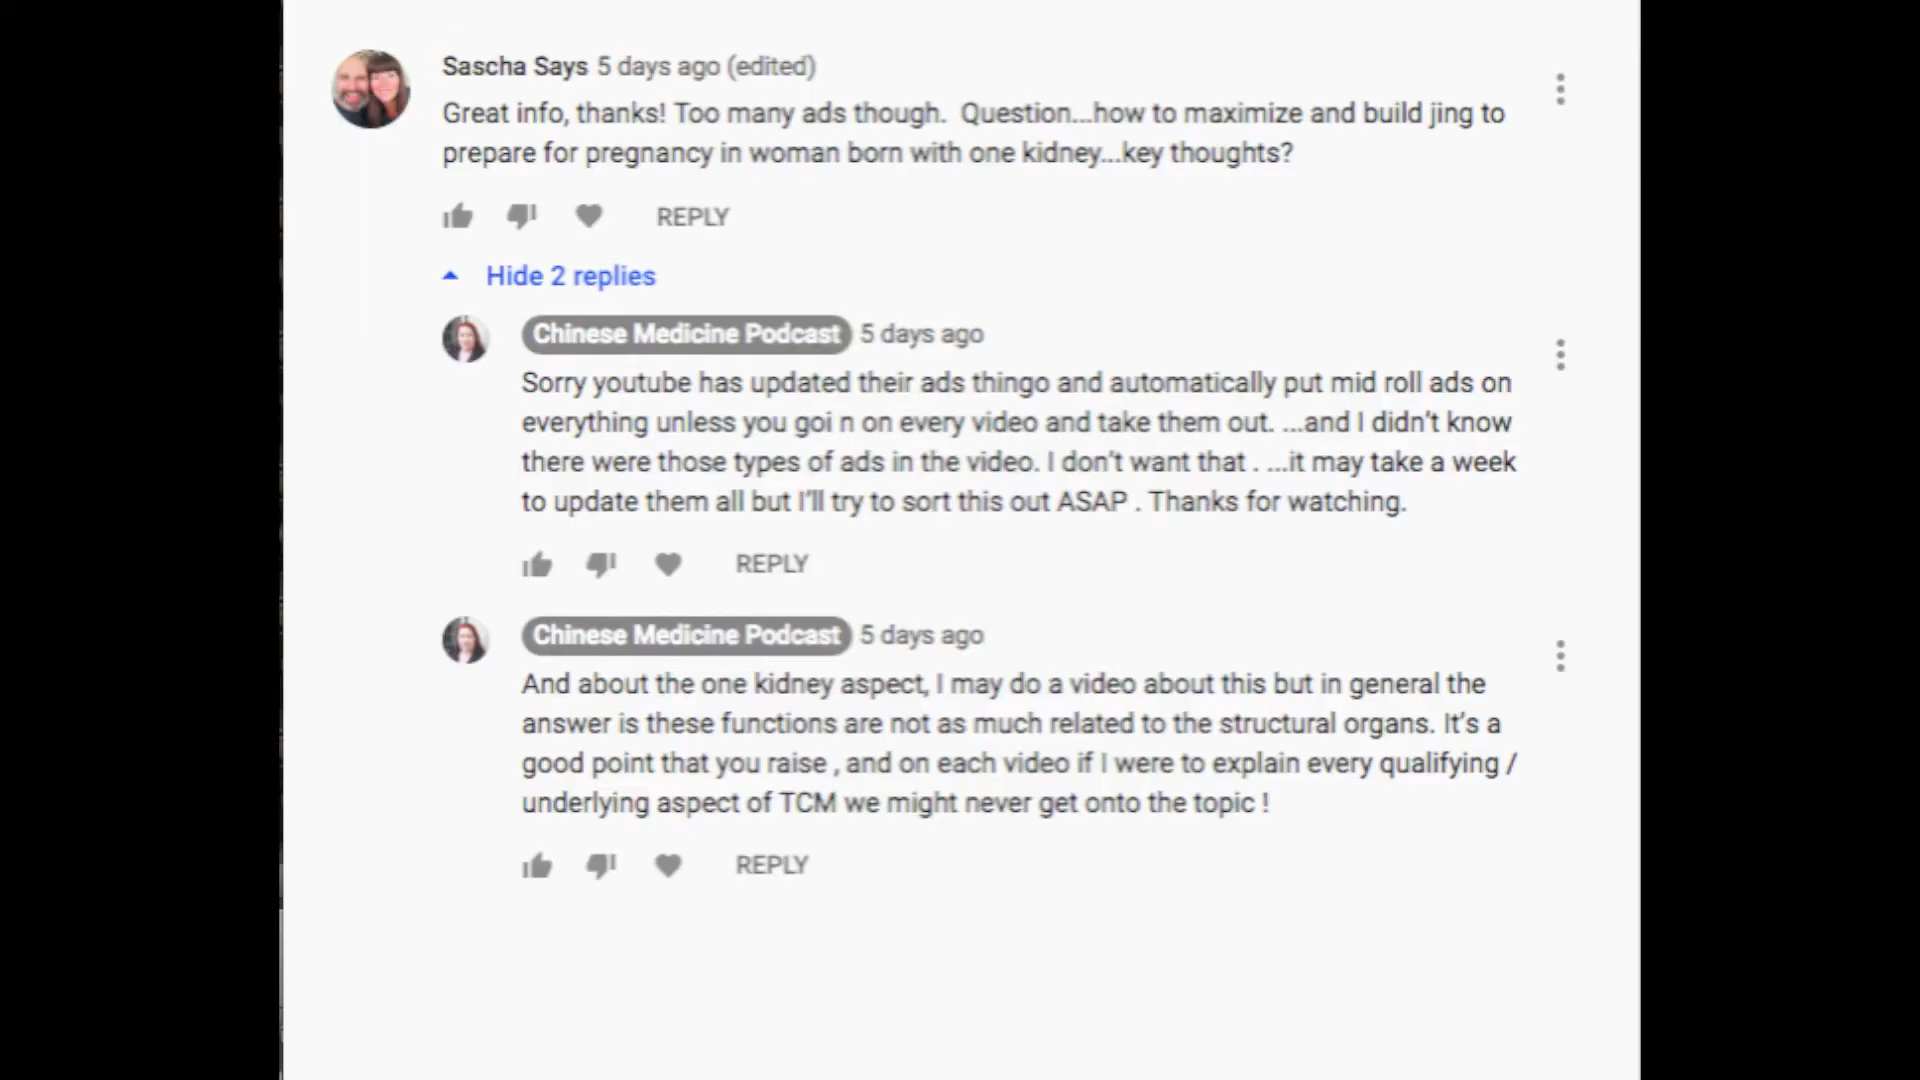 Sascha Says 5 days ago (edited)
Great info, thanks! Too many ads though.  Question...how to maximize and build jing to
prepare for pregnancy in woman born with one kidney...key thoughts?
REPLY
Hide 2 replies
Chinese Medicine Podcast 5 days ago
Sorry youtube has updated their ads thingo and automatically put mid roll ads on
everything unless you goi n on every video and take them out. ...and I didn't know
there were those types of ads in the video. I don't want that . ...it may take a week
to update them all but I'll try to sort this out ASAP . Thanks for watching.
REPLY
Chinese Medicine Podcast 5 days ago
And about the one kidney aspect, I may do a video about this but in general the
answer is these functions are not as much related to the structural organs. It's a
good point that you raise , and on each video if I were to explain every qualifying /
underlying aspect of TCM we might never get onto the topic !
REPLY